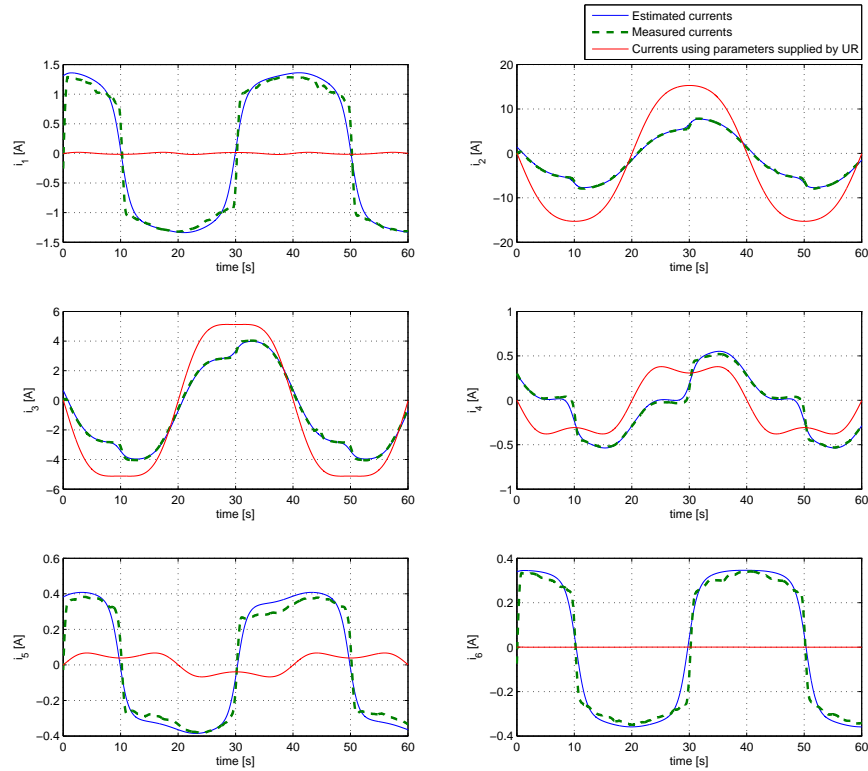 Estimated currents
Measured currents
Currents using parameters supplied by UR
1.5
1
0.5
0
−0.5
−1
−1.5
i1 [A]
0 10 20 30 40 50 60
time [s]
20
10
0
−10
−20
i2 [A]
0 10 20 30 40 50 60
time [s]
6
4
2
0
−2
−4
−6
i3 [A]
0 10 20 30 40 50 60
time [s]
1
0.5
0
−0.5
−1
i4 [A]
0 10 20 30 40 50 60
time [s]
0.6
0.4
0.2
0
−0.2
−0.4
i5 [A]
0 10 20 30 40 50 60
time [s]
0.4
0.2
0
−0.2
−0.4
i6 [A]
0 10 20 30 40 50 60
time [s]